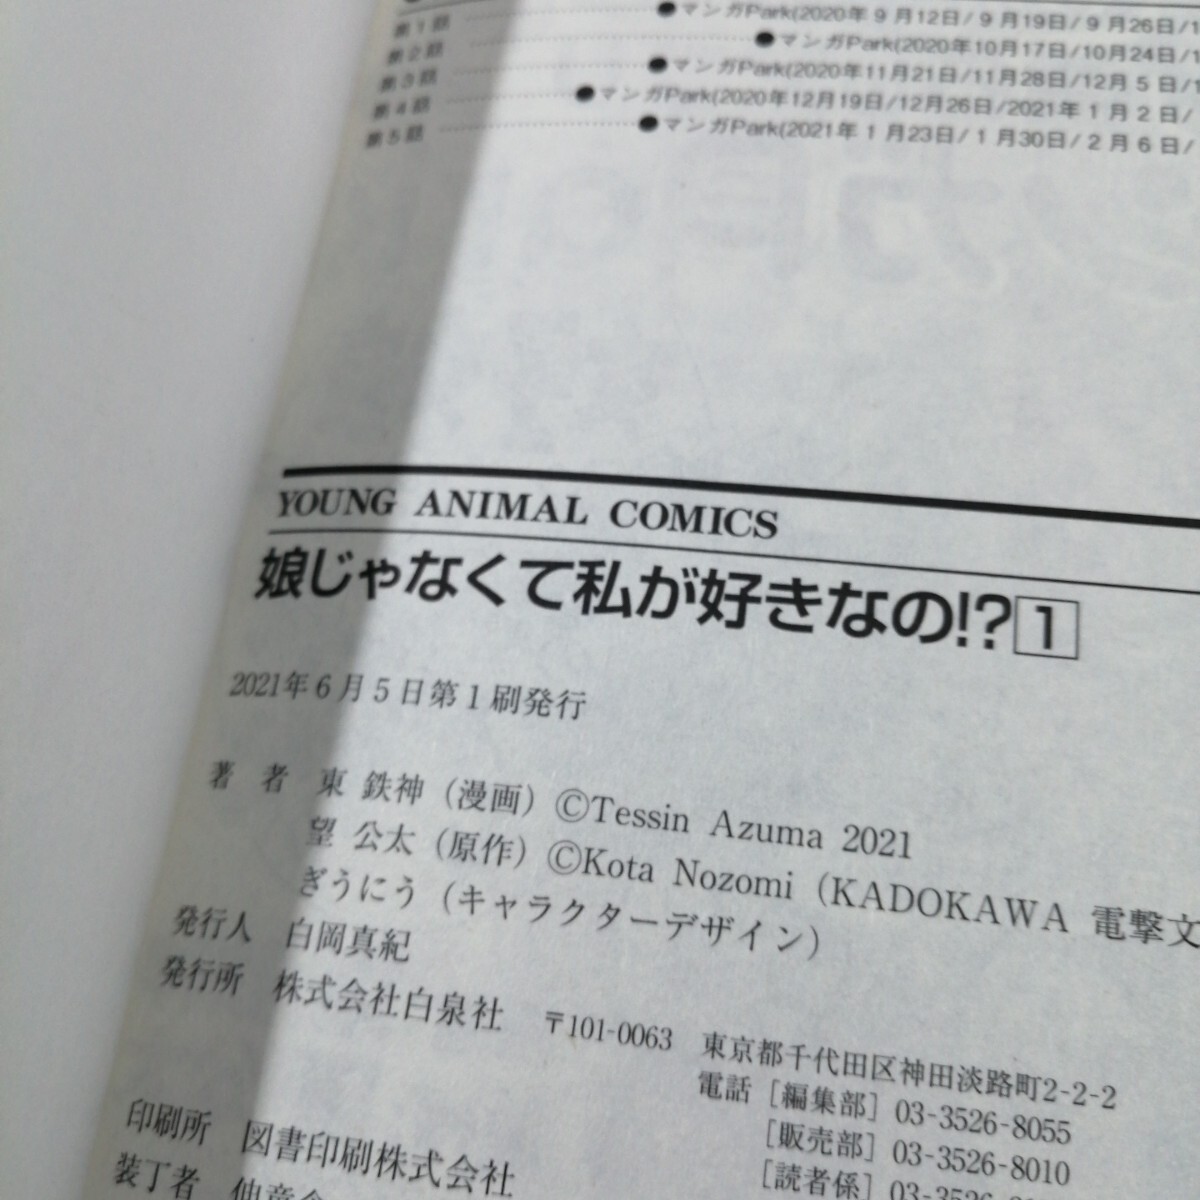 第1話 ●マンガPark(2020年9月12日/9月19日/9月26日/1
第2話 ●マンガPark(2020年10月17日/10月24日/1
第3話 ●マンガPark(2020年11月21日/11月28日/12月5日/1
第4話 ●マンガPark(2020年12月19日/12月26日/2021年1月2日/
第5話 ●マンガPark(2021年1月23日/1月30日/2月6日/
YOUNG ANIMAL COMICS
娘じゃなくて私が好きなの!? 1
2021年6月5日第1刷発行
著者 東 鉄神(漫画)©Tessin Azuma 2021
望 公太(原作)©Kota Nozomi (KADOKAWA 電撃文
ぎうにう(キャラクターデザイン)
発行人 白岡真紀
発行所 株式会社白泉社 〒101-0063 東京都千代田区神田淡路町2-2-2
電話[編集部] 03-3526-8055
[販売部] 03-3526-8010
[読者係]
印刷所 図書印刷株式会社
装丁者